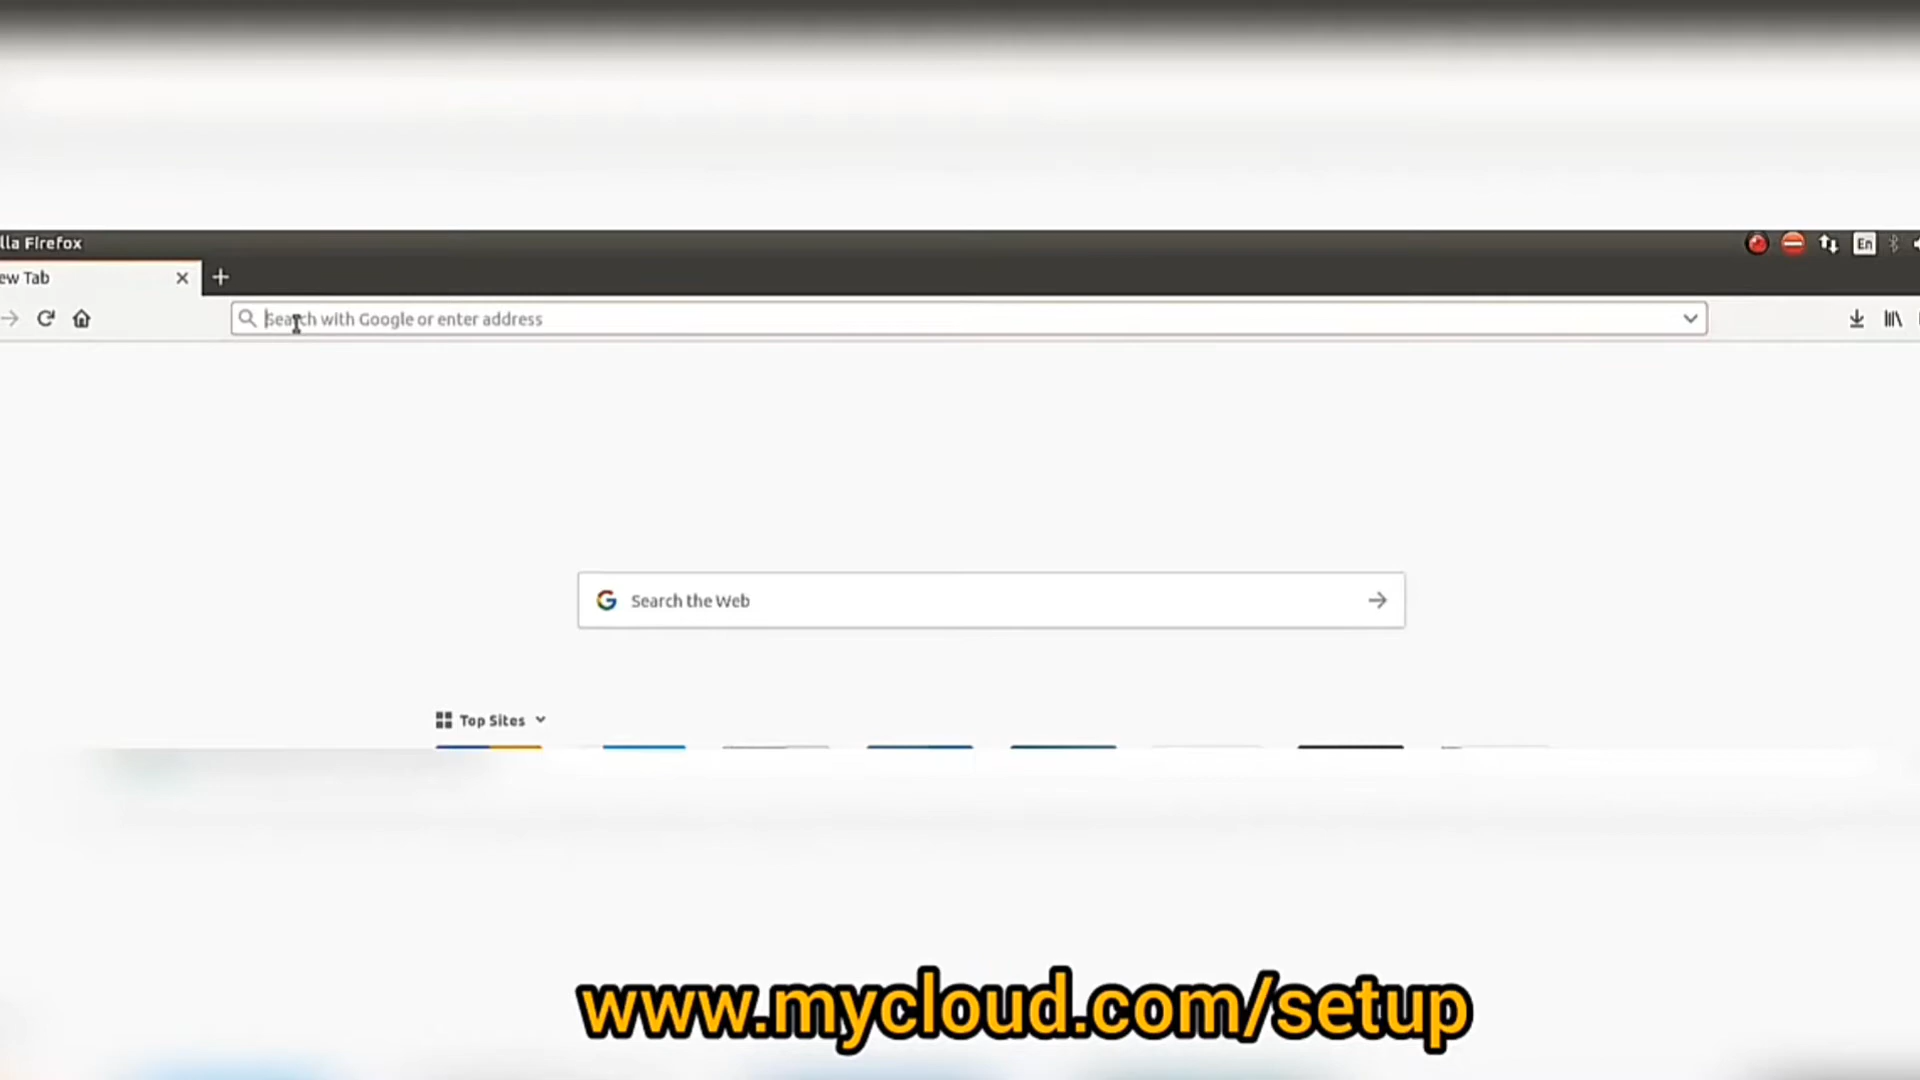 lla Firefox
En
ew Tab
Search with Google or enter address
Search the Web
Top Sites
www.mycloud.com/setup